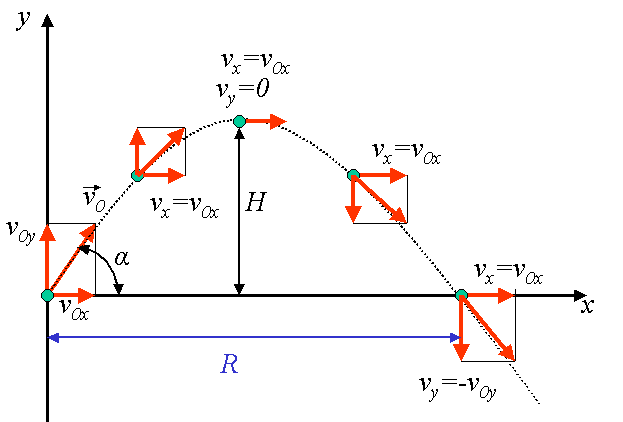 y
vx=v0x
vy=0
vx=v0x
v0
vx=v0x
H
v0y
α
vx=v0x
v0x
x
R
vy=-v0y